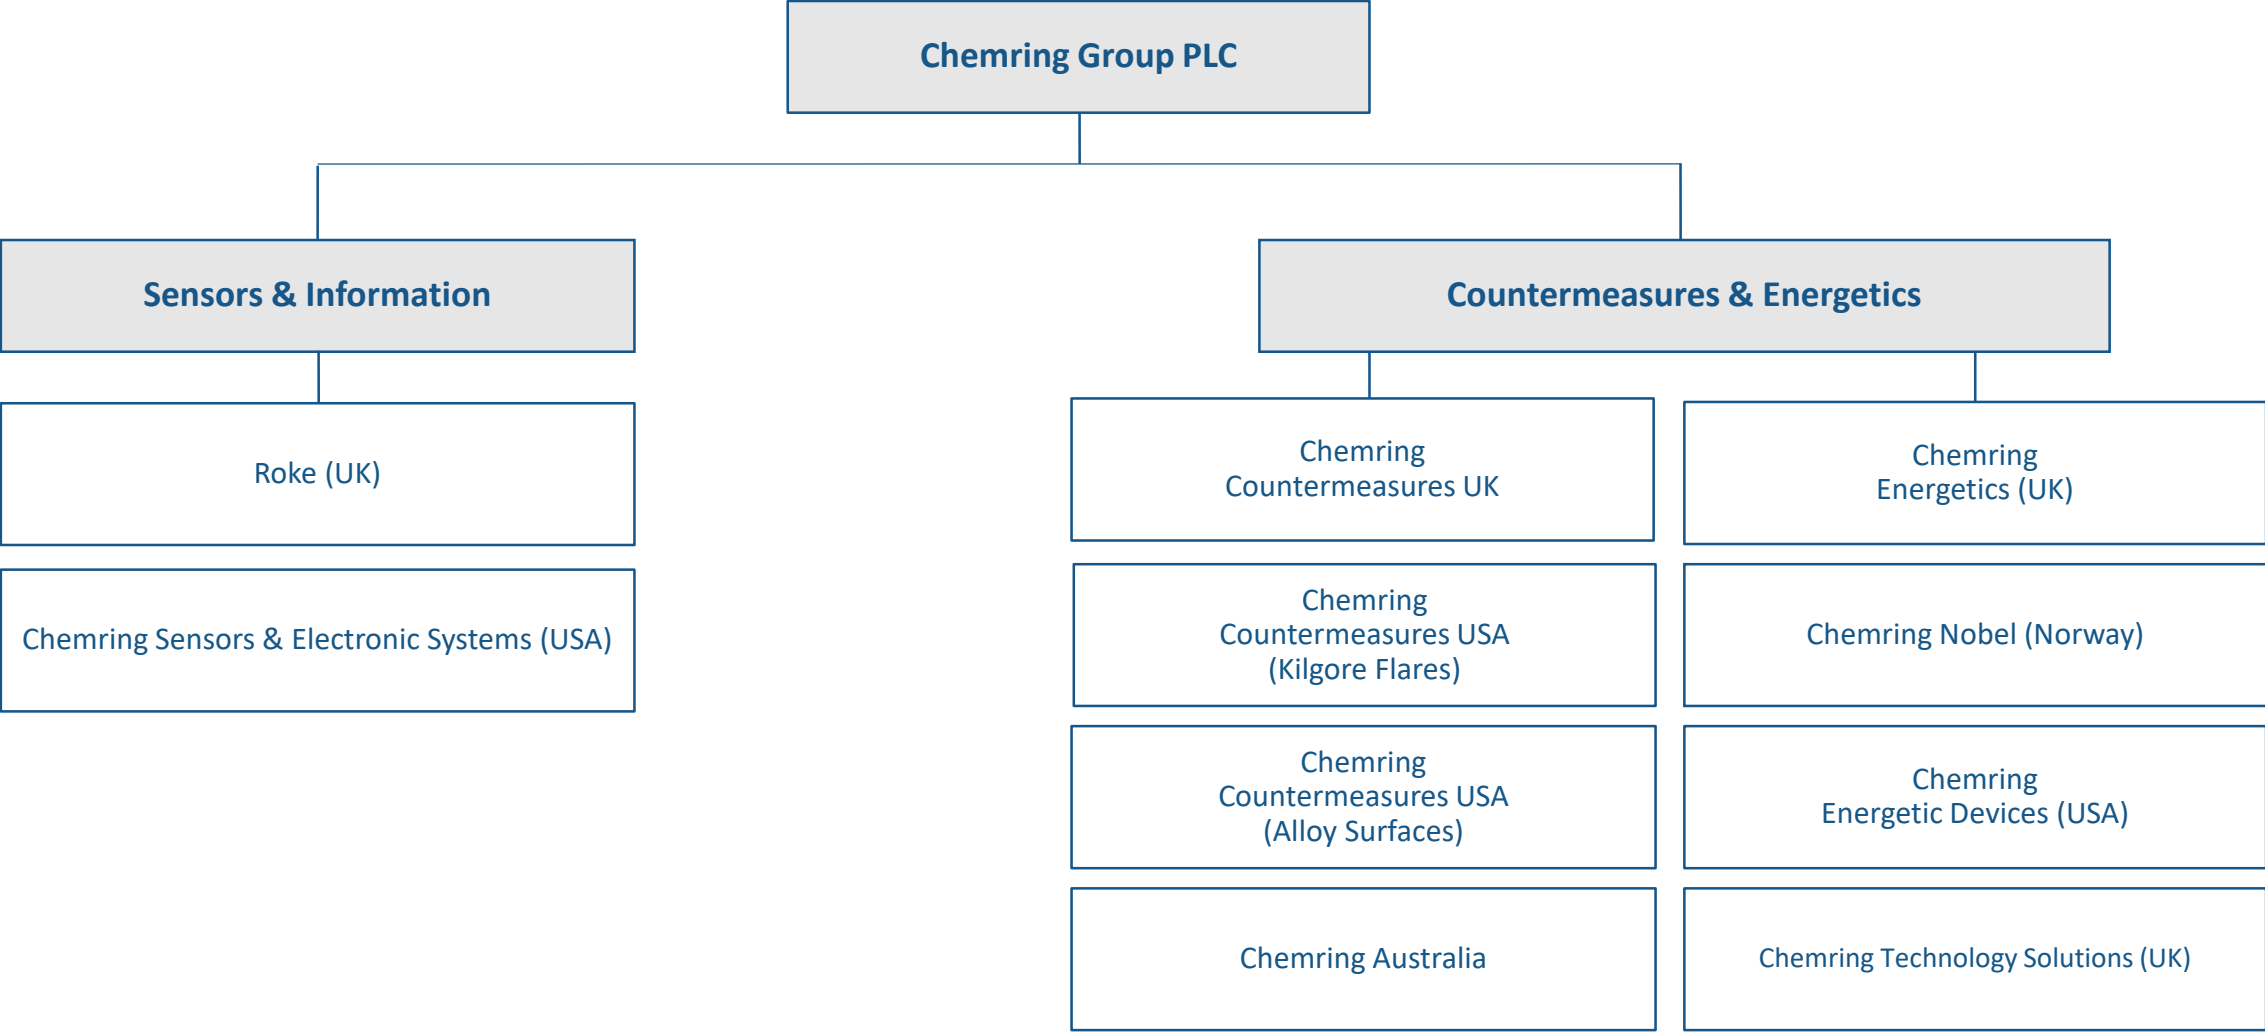 Chemring Group PLC
Sensors & Information
Countermeasures & Energetics
Roke (UK)
Chemring Sensors & Electronic Systems (USA)
Chemring
Countermeasures UK
Chemring
Countermeasures USA
(Kilgore Flares)
Chemring
Countermeasures USA
(Alloy Surfaces)
Chemring Australia
Chemring
Energetics (UK)
Chemring Nobel (Norway)
Chemring
Energetic Devices (USA)
Chemring Technology Solutions (UK)